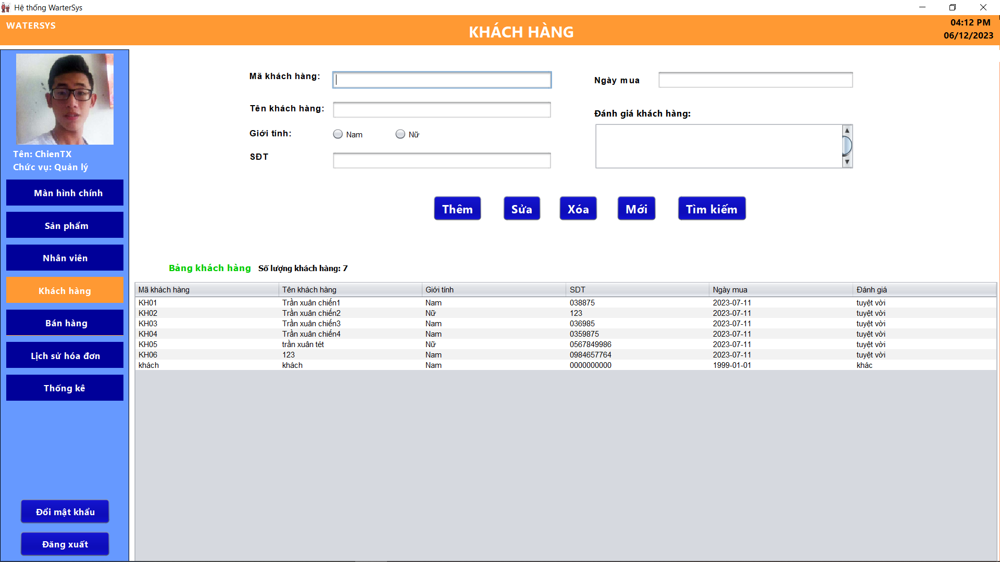 Hệ thống WarterSys
WATERSYS
KHÁCH HÀNG
04:12 PM
06/12/2023
Tên: ChienTX
Chức vụ: Quản lý
Màn hình chính
Sản phẩm
Nhân viên
Khách hàng
Bán hàng
Lịch sử hóa đơn
Thống kê
Đổi mật khẩu
Đăng xuất
Mã khách hàng:
Tên khách hàng:
Giới tính:
Nam
Nữ
SĐT
Ngày mua
Đánh giá khách hàng:
Thêm
Sửa
Xóa
Mới
Tìm kiếm
Bảng khách hàng
Số lượng khách hàng: 7
Mã khách hàng Tên khách hàng Giới tính SDT Ngày mua Đánh giá
KH01 Trần xuân chiến1 Nam 038875 2023-07-11 tuyệt vời
KH02 Trần xuân chiến2 Nữ 123 2023-07-11 tuyệt vời
KH03 Trần xuân chiến3 Nam 036985 2023-07-11 tuyệt vời
KH04 Trần xuân chiến4 Nam 0359875 2023-07-11 tuyệt vời
KH05 trần xuân tét Nữ 0567849986 2023-07-11 tuyệt vời
KH06 123 Nam 0984657764 2023-07-11 tuyệt vời
khách khách Nam 0000000000 1999-01-01 khác